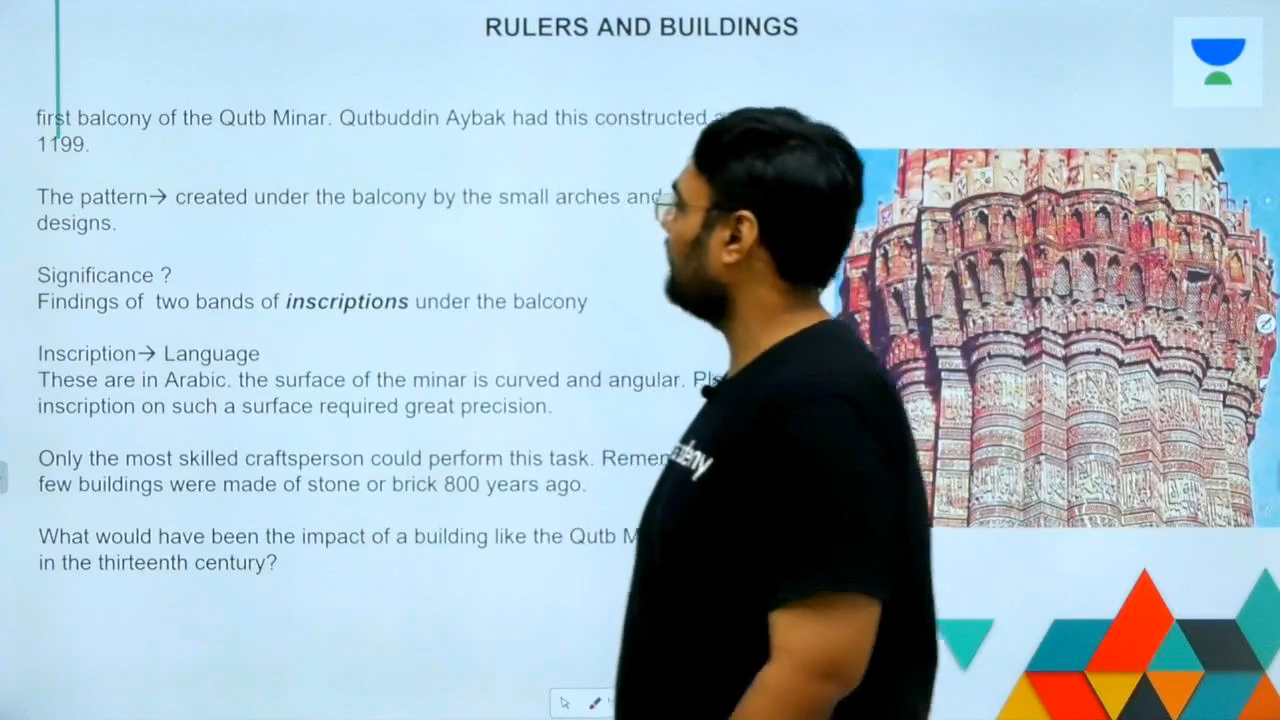 RULERS AND BUILDINGS
first balcony of the Qutb Minar. Qutbuddin Aybak had this constructed
1199.
The pattern→ created under the balcony by the small arches and
designs.
Significance ?
Findings of two bands of inscriptions under the balcony
Inscription→ Language
These are in Arabic. the surface of the minar is curved and angular.
inscription on such a surface required great precision.
Only the most skilled craftsperson could perform this task.
few buildings were made of stone or brick 800 years ago.
What would have been the impact of a building like the Qutb
in the thirteenth century?